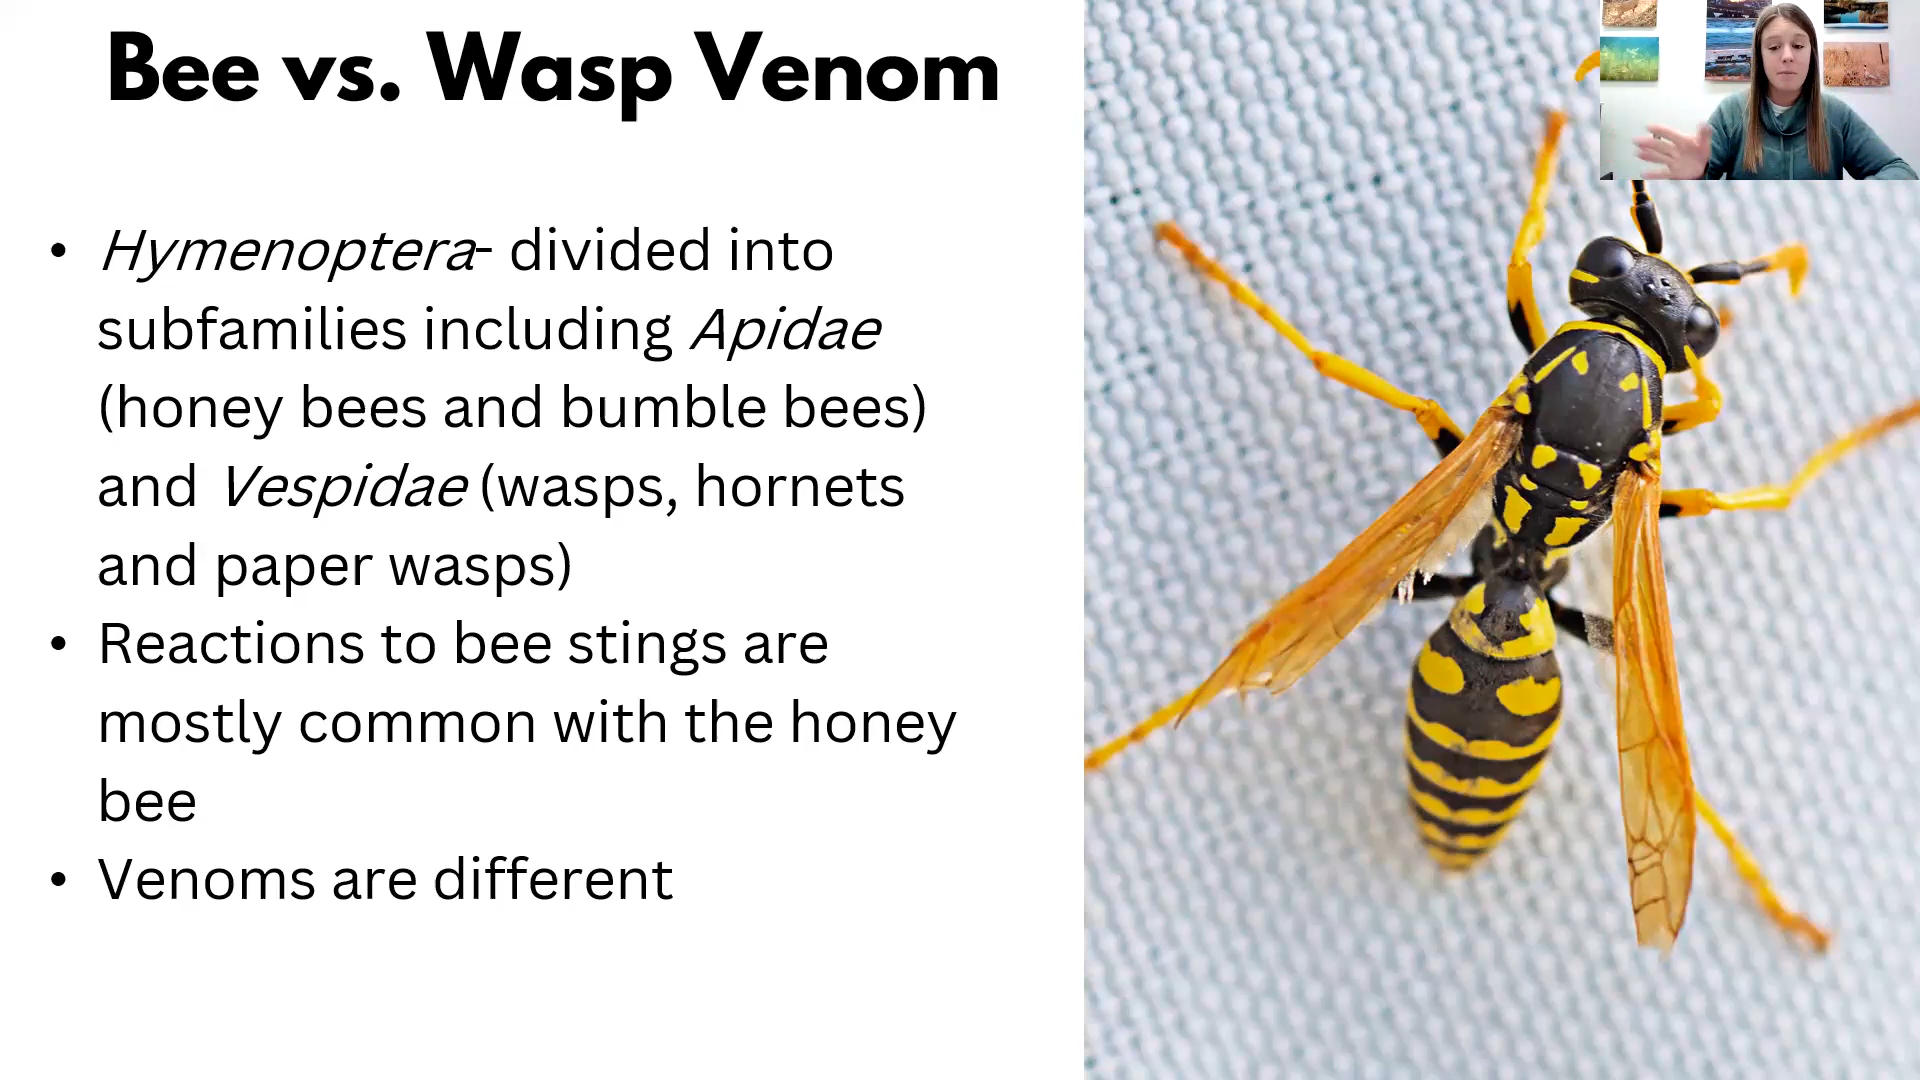 Bee vs. Wasp Venom
• Hymenoptera- divided into
subfamilies including Apidae
(honey bees and bumble bees)
and Vespidae (wasps, hornets
and paper wasps)
• Reactions to bee stings are
mostly common with the honey
bee
• Venoms are different